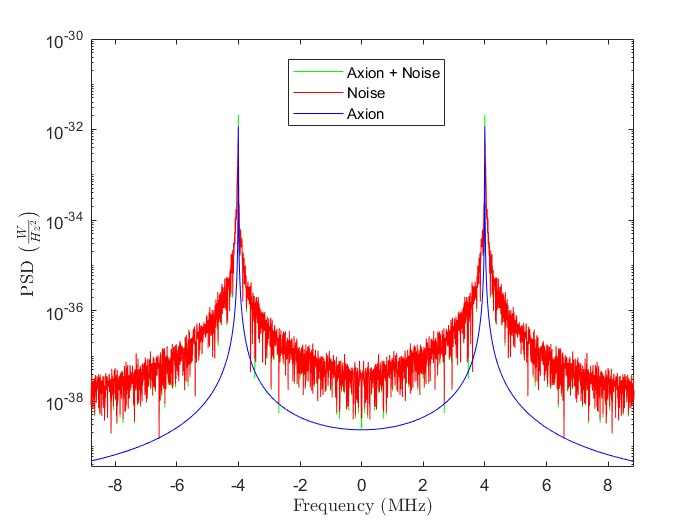 10^-30
Axion + Noise
Noise
Axion
10^-32
10^-34
10^-36
10^-38
PSD (W/Hz^2)
-8 -6 -4 -2 0 2 4 6 8
Frequency (MHz)